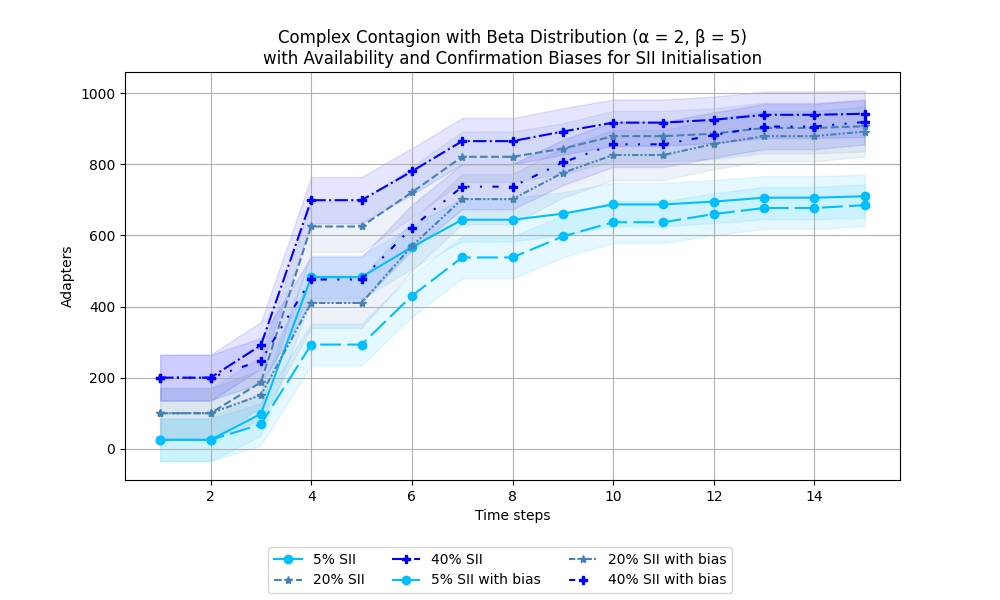 Complex Contagion with Beta Distribution (α = 2, β = 5)
with Availability and Confirmation Biases for SII Initialisation
Adapters
1000
800
600
400
200
0
2 4 6 8 10 12 14
Time steps
5% SII 40% SII 20% SII with bias
20% SII 5% SII with bias 40% SII with bias